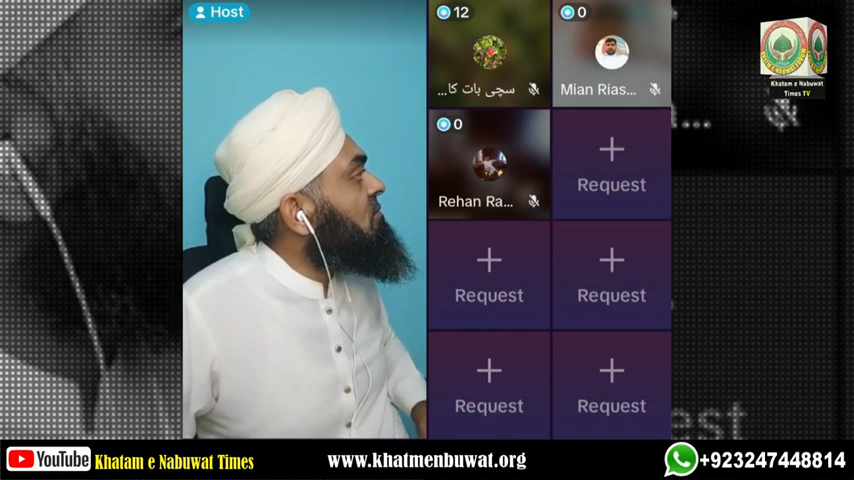 Host
12
سچی بات کا...
0
Mian Rias...
0
Rehan Ra...
Request
Request
Request
Request
Request
Khatam e Nabuwat
Times TV
YouTube Khatam e Nabuwat Times
www.khatmenbuwat.org
+923247448814